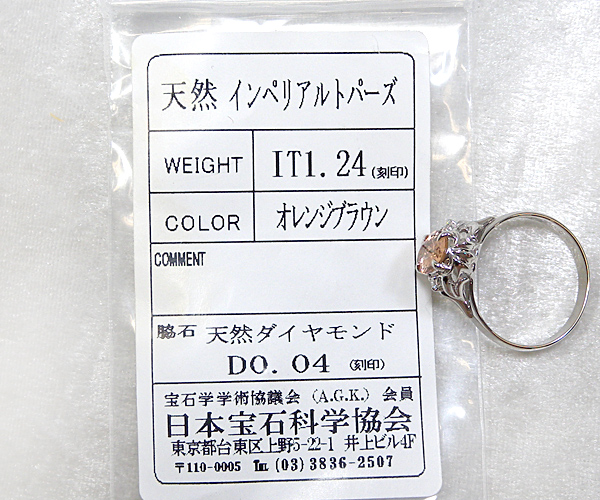 天然 インペリアルトパーズ
WEIGHT IT1.24(刻印)
COLOR オレンジブラウン
COMMENT
脇石 天然ダイヤモンド
D0.04 (刻印)
宝石学学術協議会 (A.G.K.) 会員
日本宝石科学協会
東京都台東区上野5-22-1 井上ビル4F
〒110-0005 ℡ (03) 3836-2507